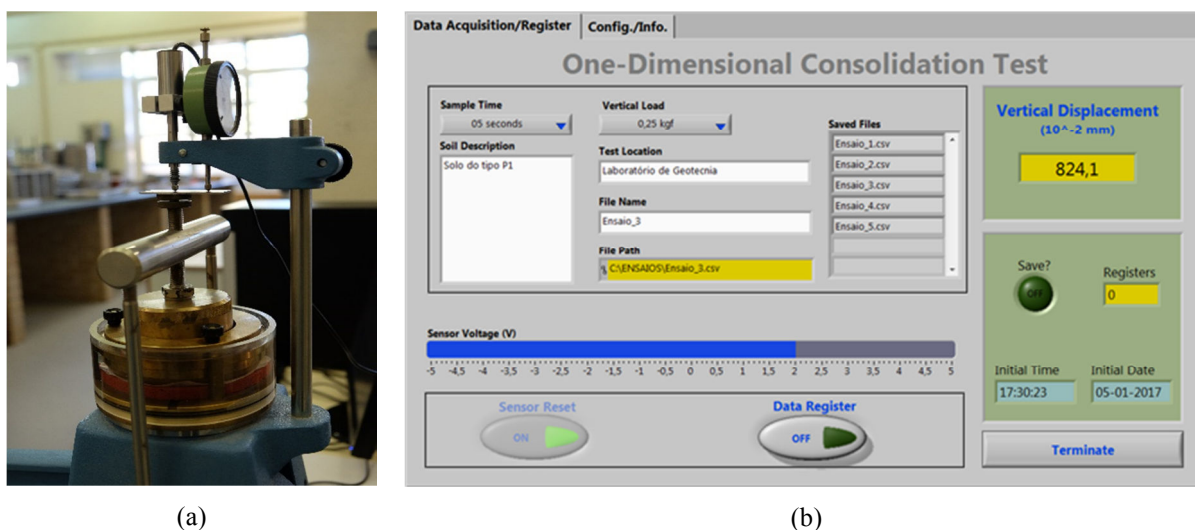 Data Acquisition/Register
Config./Info.
One-Dimensional Consolidation Test
Sample Time
05 seconds
Vertical Load
0,25 kgf
Soil Description
Solo do tipo P1
Test Location
Laboratório de Geotecnia
File Name
Ensaio_3
File Path
C:\ENSAIOS\Ensaio_3.csv
Saved Files
Ensaio_1.csv
Ensaio_2.csv
Ensaio_3.csv
Ensaio_4.csv
Ensaio_5.csv
Vertical Displacement
(10^-2 mm)
824,1
Save?
OFF
Registers
0
Initial Time
17:30:23
Initial Date
05-01-2017
Sensor Voltage (V)
-5 -4,5 -4 -3,5 -3 -2,5 -2 -1,5 -1 -0,5 0 0,5 1 1,5 2 2,5 3 3,5 4 4,5 5
Sensor Reset
ON
Data Register
OFF
Terminate
(a)
(b)